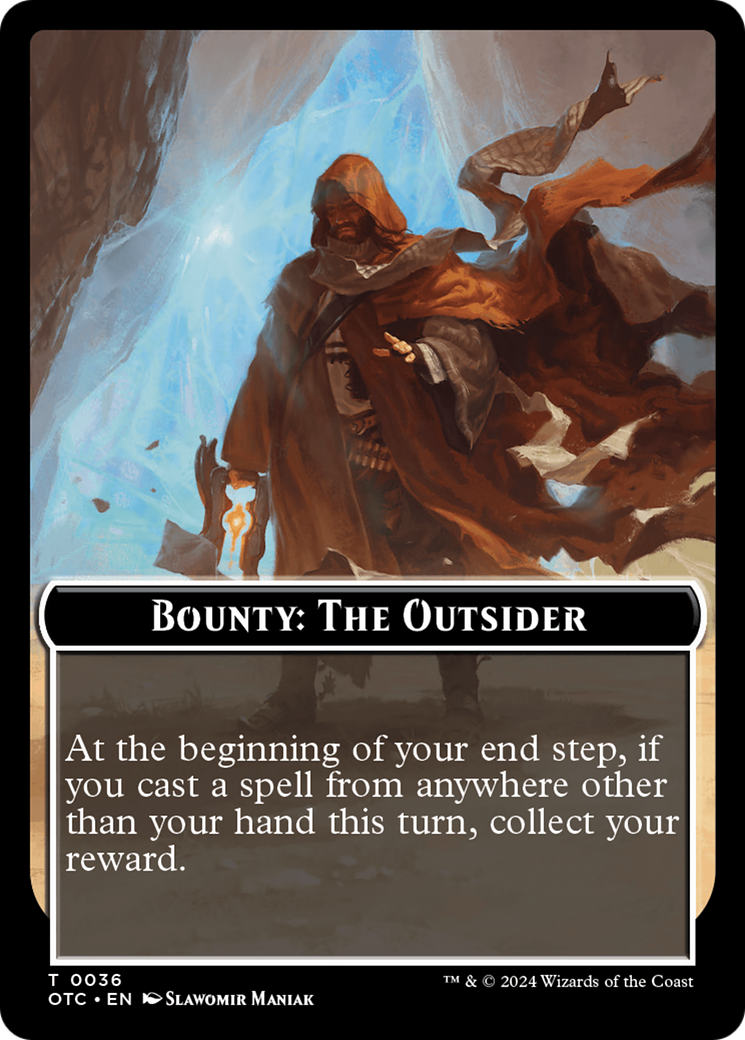 Bounty: The Outsider
At the beginning of your end step, if
you cast a spell from anywhere other
than your hand this turn, collect your
reward.
T 0036
OTC • EN Slawomir Maniak
™ & © 2024 Wizards of the Coast